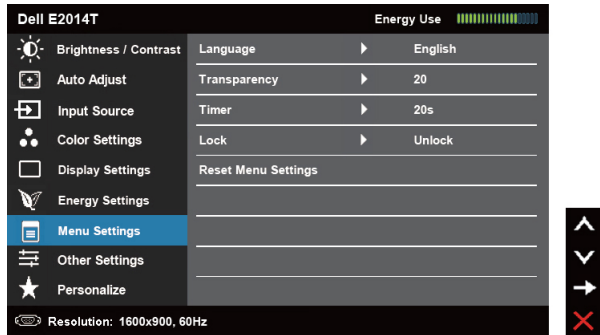 Dell E2014T Energy Use
Brightness / Contrast Language English
Auto Adjust Transparency 20
Input Source Timer 20s
Color Settings Lock Unlock
Display Settings Reset Menu Settings
Energy Settings
Menu Settings
Other Settings
Personalize
Resolution: 1600x900, 60Hz